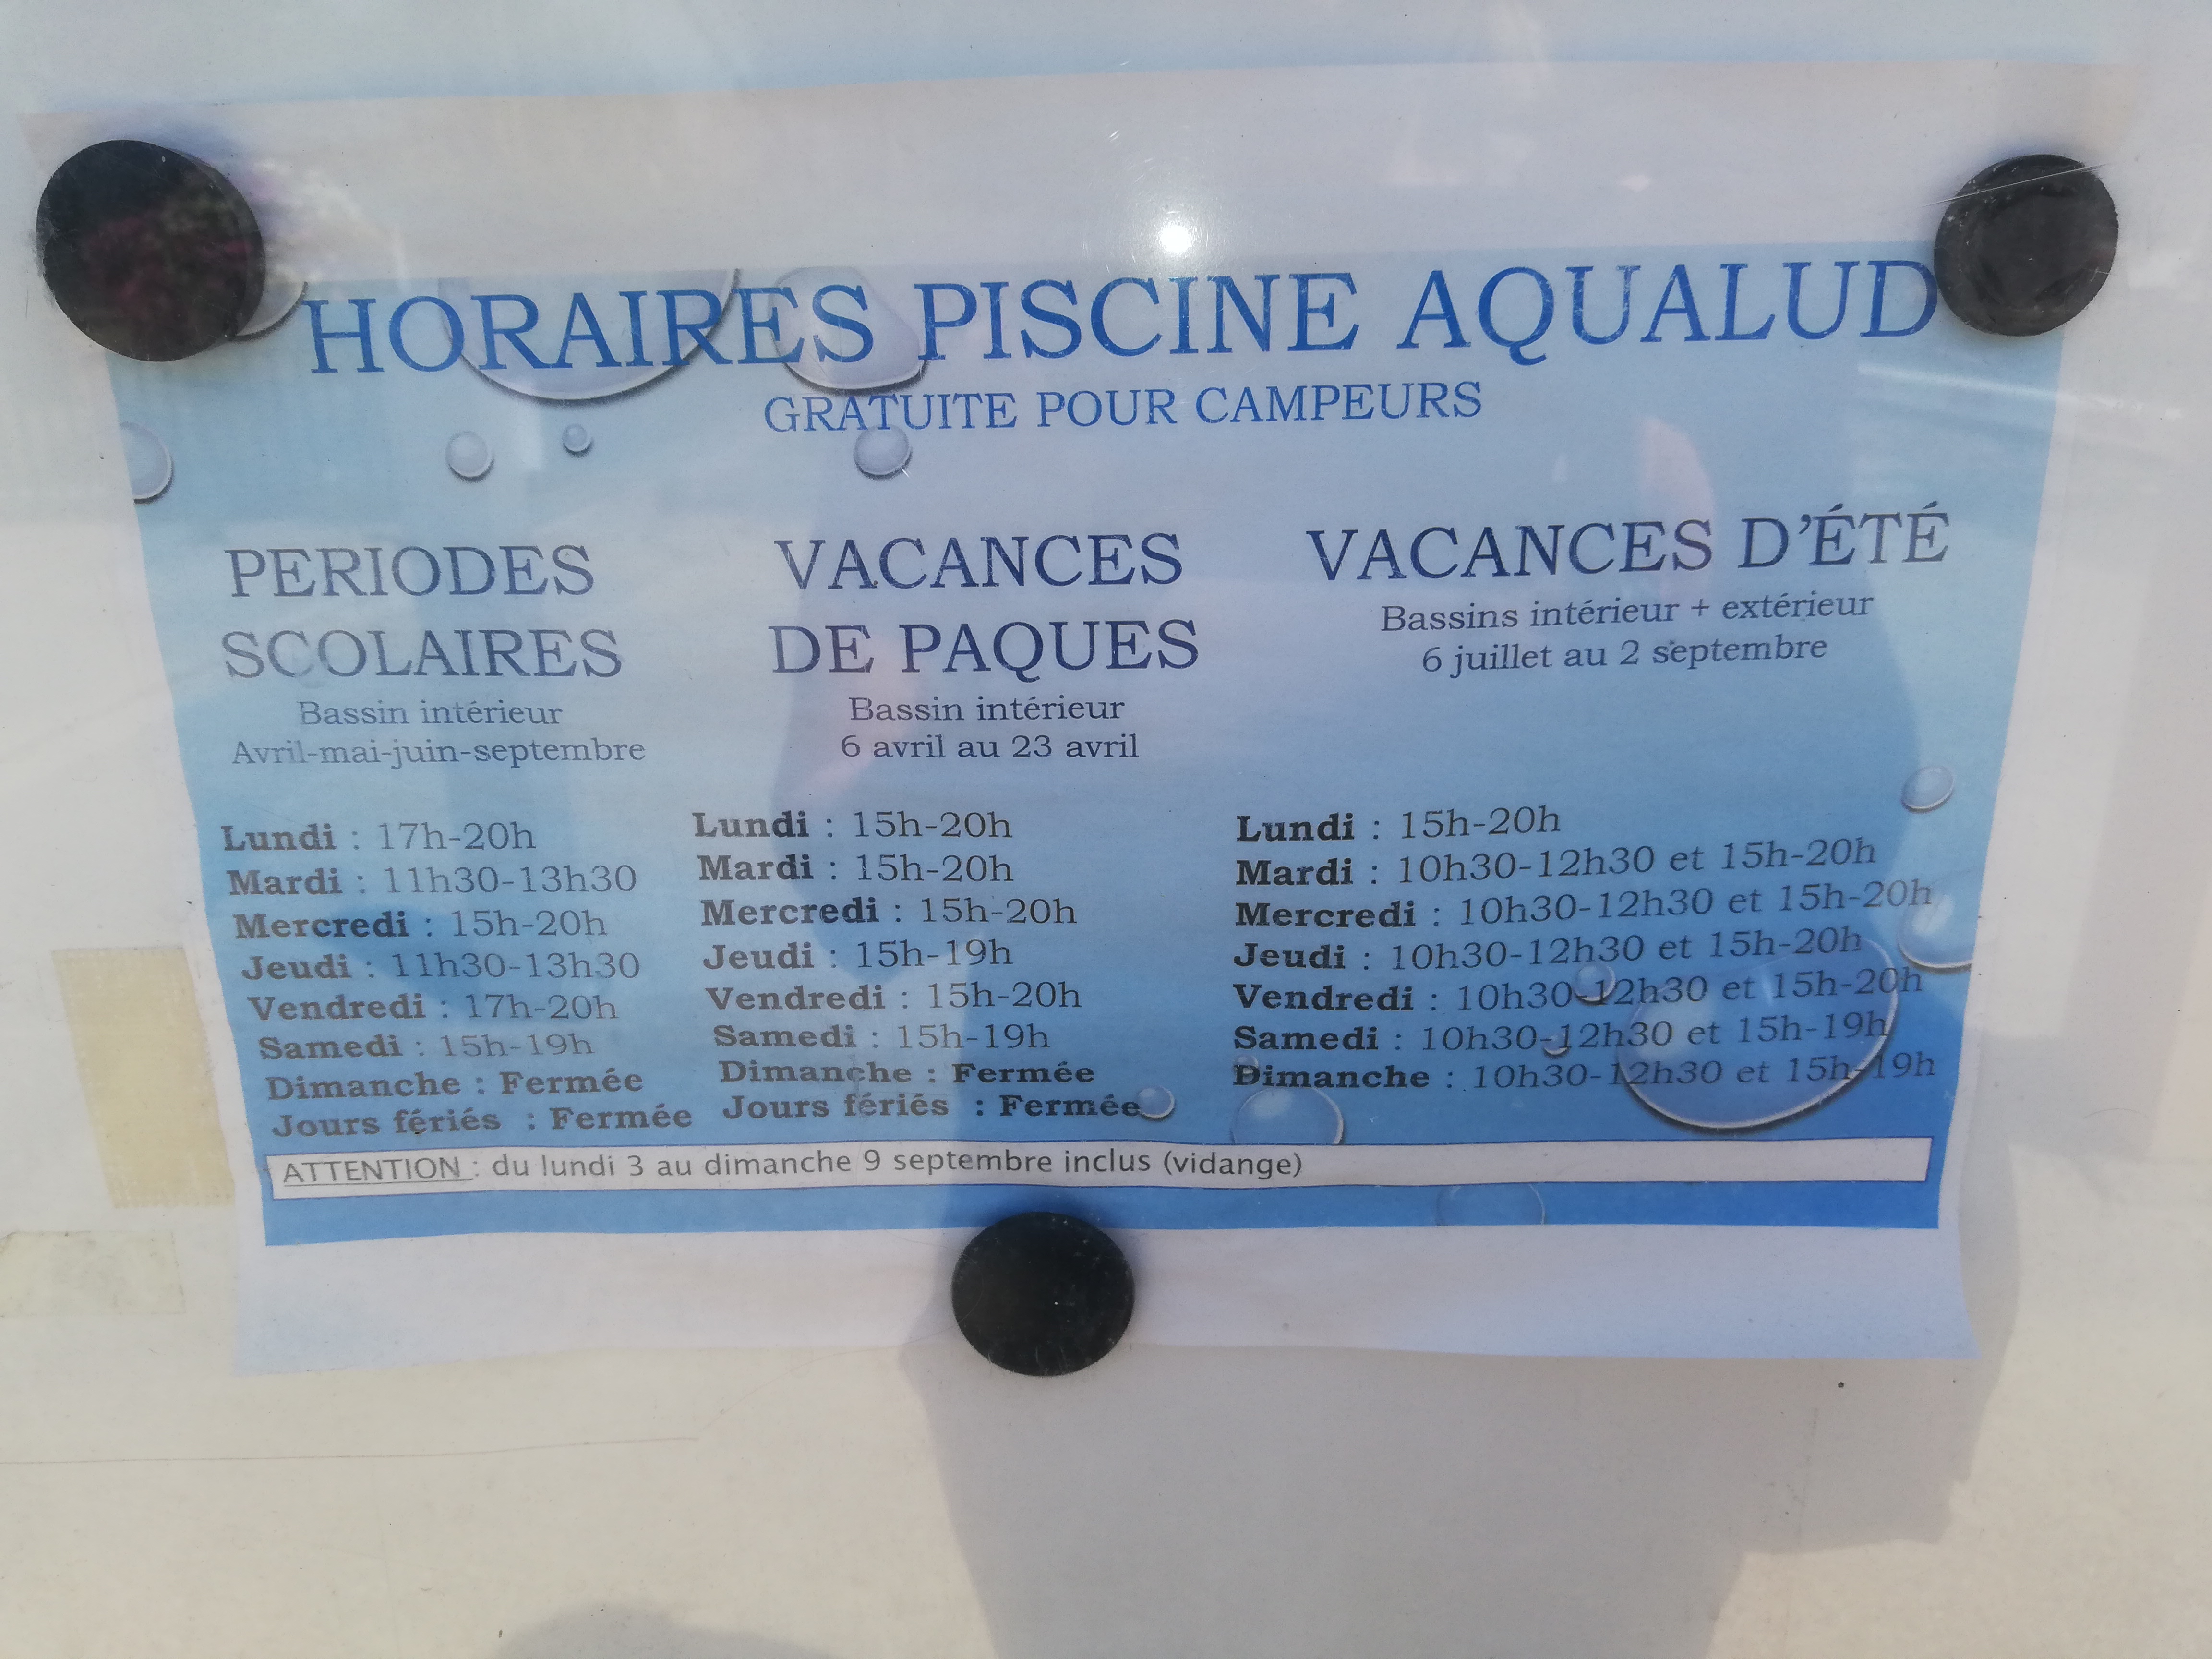 HORAIRES PISCINE AQUALUD
GRATUITE POUR CAMPEURS
PERIODES
SCOLAIRES
Bassin intérieur
Avril-mai-juin-septembre
Lundi : 17h-20h
Mardi : 11h30-13h30
Mercredi : 15h-20h
Jeudi : 11h30-13h30
Vendredi : 17h-20h
Samedi : 15h-19h
Dimanche : Fermée
Jours fériés : Fermée
VACANCES
DE PAQUES
Bassin intérieur
6 avril au 23 avril
Lundi : 15h-20h
Mardi : 15h-20h
Mercredi : 15h-20h
Jeudi : 15h-19h
Vendredi : 15h-20h
Samedi : 15h-19h
Dimanche : Fermée
Jours fériés : Fermée
VACANCES D'ÉTÉ
Bassins intérieur + extérieur
6 juillet au 2 septembre
Lundi : 15h-20h
Mardi : 10h30-12h30 et 15h-20h
Mercredi : 10h30-12h30 et 15h-20h
Jeudi : 10h30-12h30 et 15h-20h
Vendredi : 10h30-12h30 et 15h-20h
Samedi : 10h30-12h30 et 15h-19h
Dimanche : 10h30-12h30 et 15h-19h
ATTENTION : du lundi 3 au dimanche 9 septembre inclus (vidange)